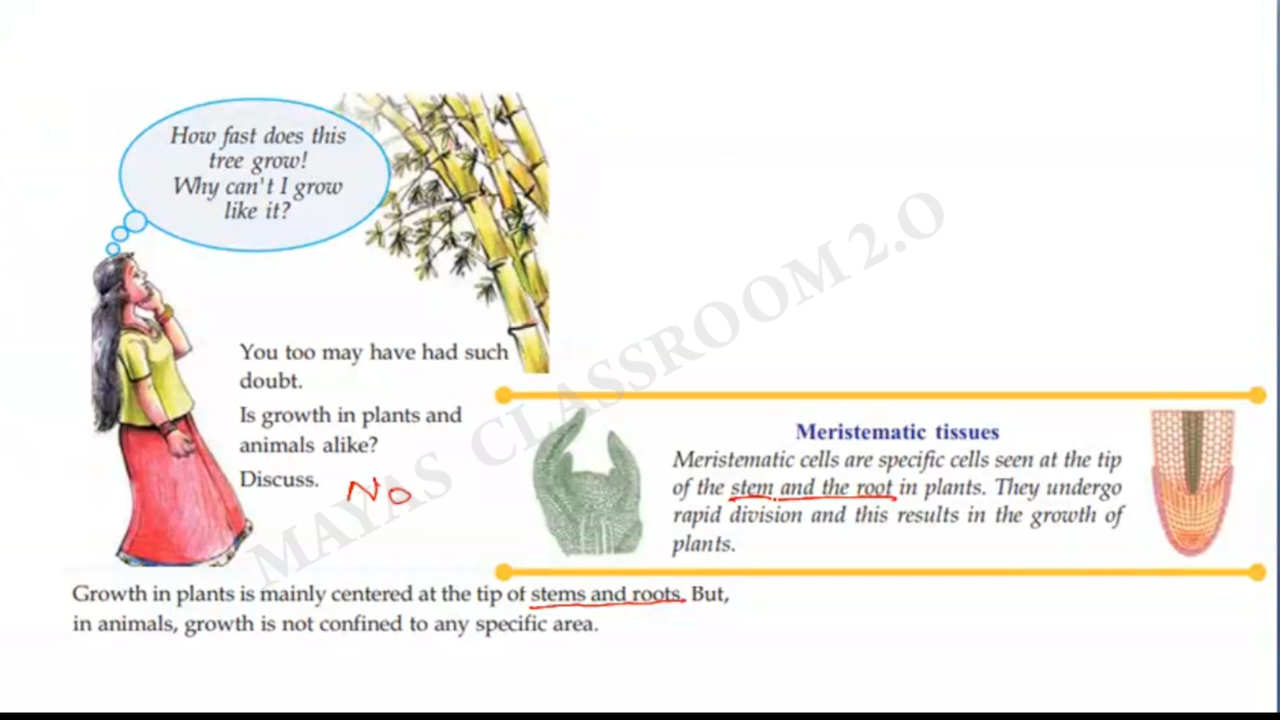 How fast does this
tree grow!
Why can't I grow
like it?
You too may have had such
doubt.
Is growth in plants and
animals alike?
Discuss.
No
Meristematic tissues
Meristematic cells are specific cells seen at the tip
of the stem and the root in plants. They undergo
rapid division and this results in the growth of
plants.
Growth in plants is mainly centered at the tip of stems and roots. But,
in animals, growth is not confined to any specific area.
MAYAS CLASSROOM 2.O